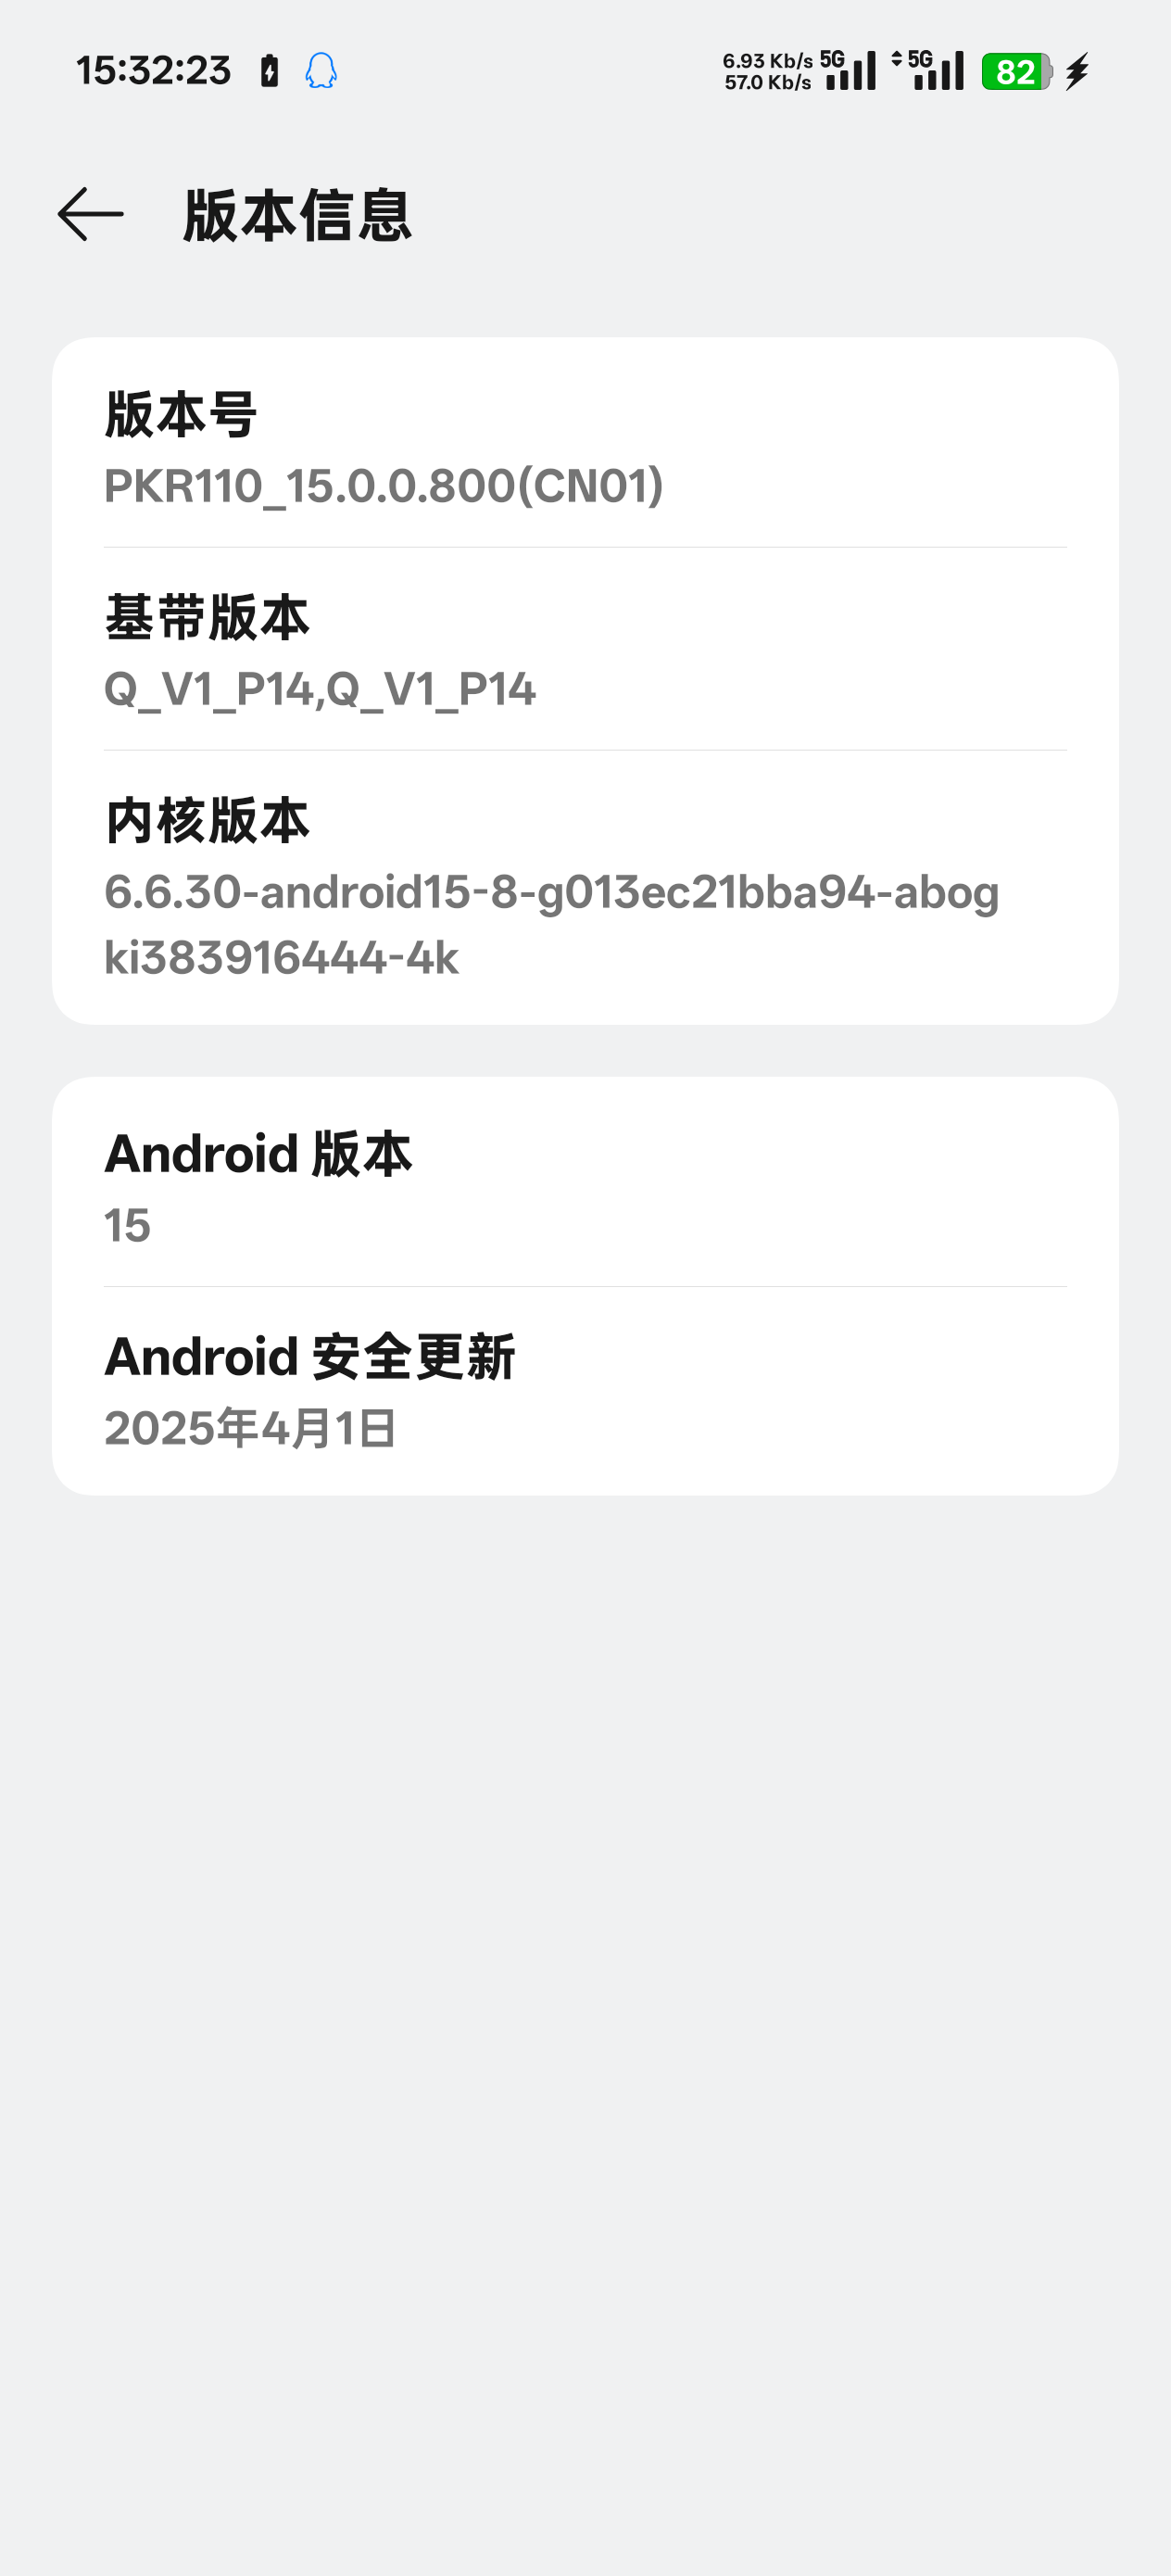 15:32:23
6.93 Kb/s
57.0 Kb/s
5G
5G
82
版本信息
版本号
PKR110_15.0.0.800(CN01)
基带版本
Q_V1_P14,Q_V1_P14
内核版本
6.6.30-android15-8-g013ec21bba94-abog
ki383916444-4k
Android 版本
15
Android 安全更新
2025年4月1日